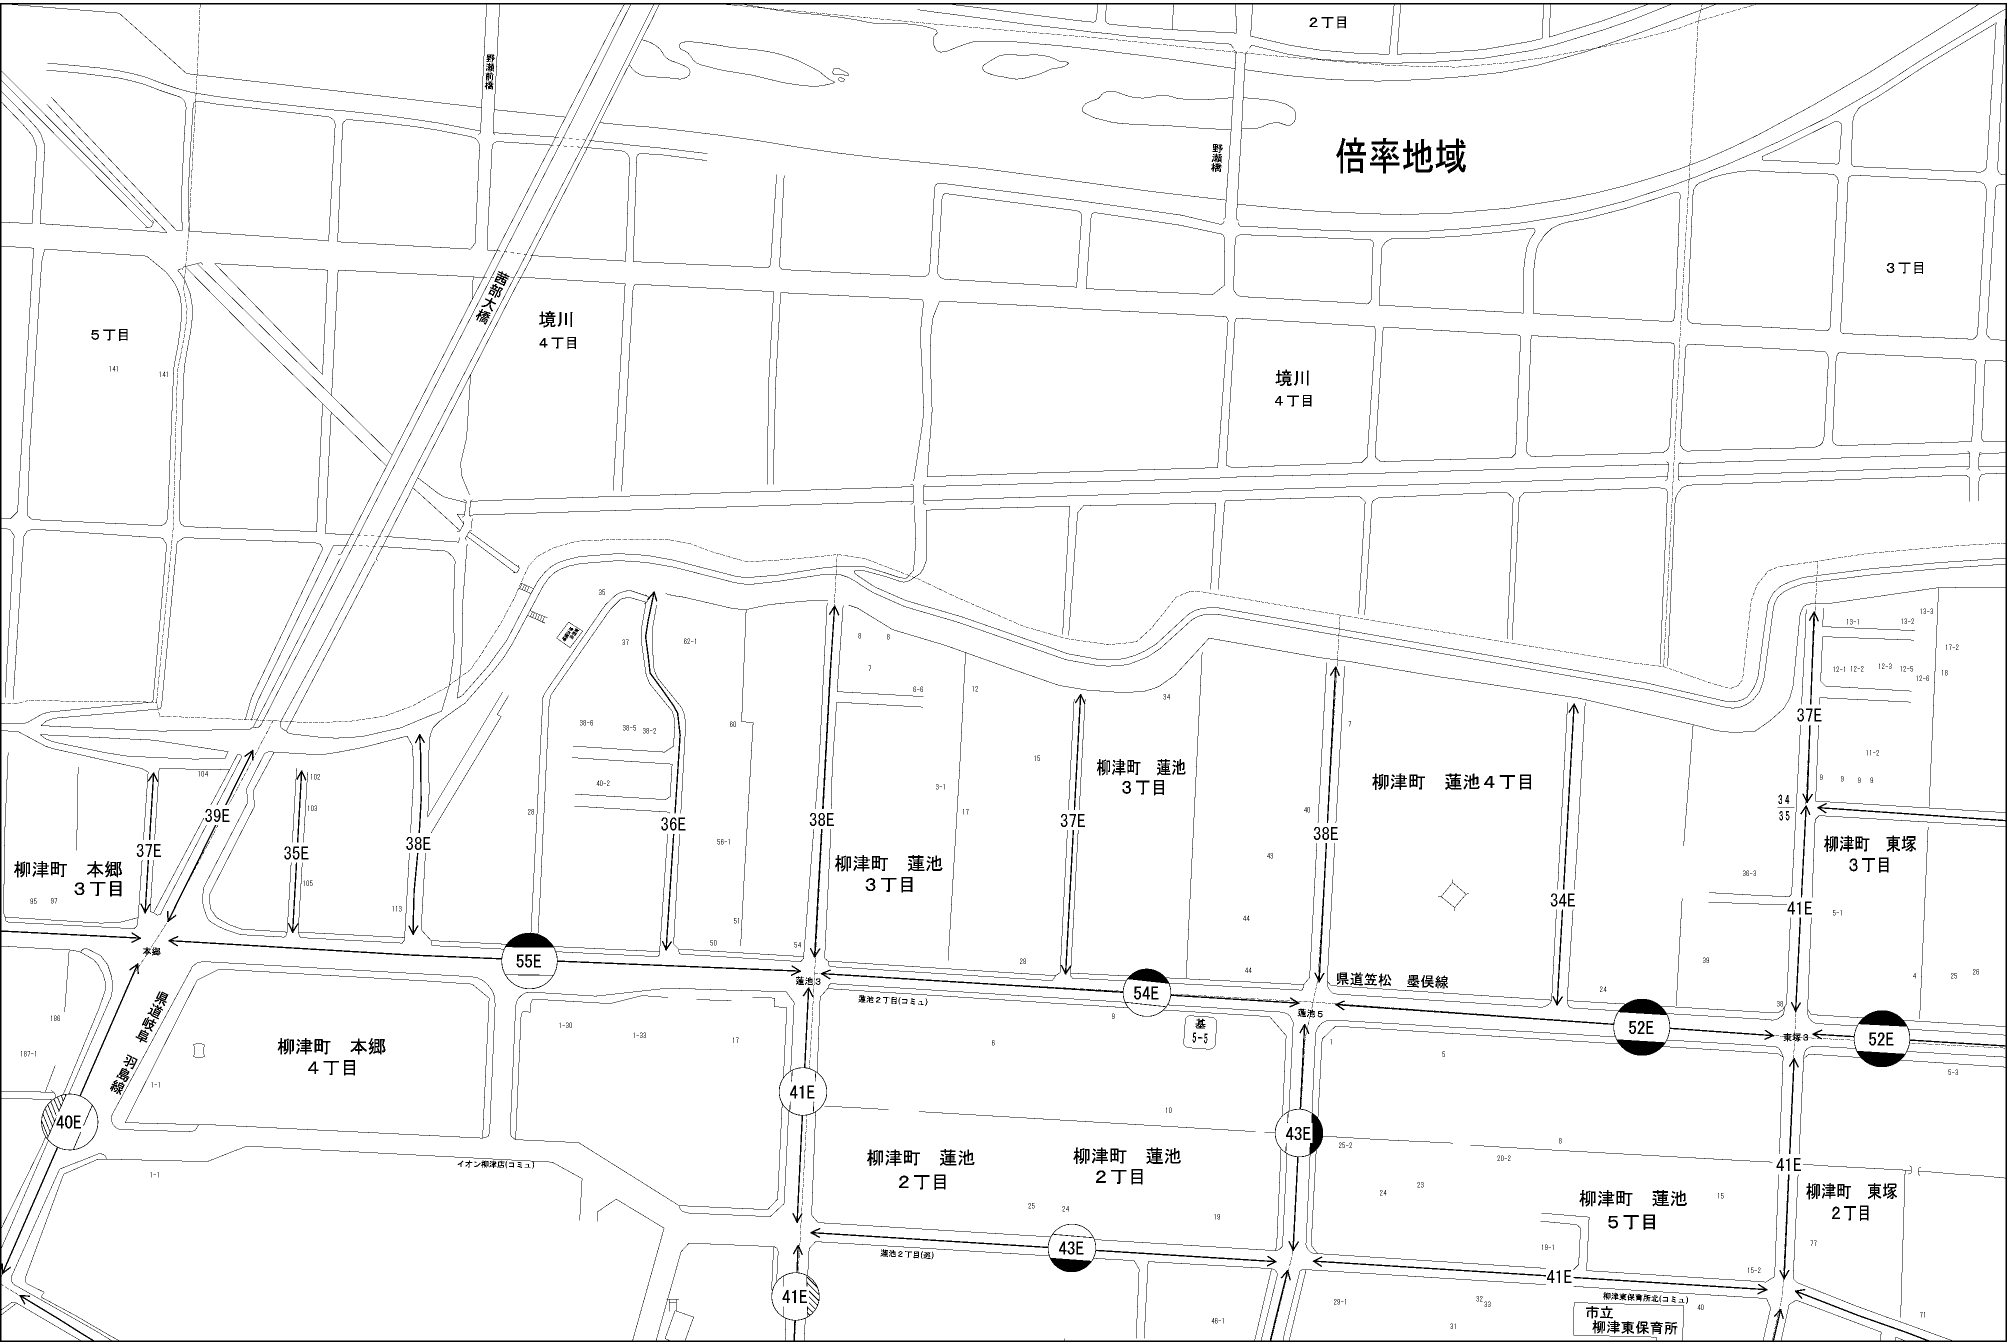 2丁目
野瀬前橋
野瀬橋
倍率地域
3丁目
茜部大橋
5丁目
境川
4丁目
141
141
境川
4丁目
35
37
62-1
8
6
7
6-6
12
34
7
13-3
13-1
13-2
17-2
12-1
12-2
12-3
12-5
12-6
18
37E
38-6
38-5
38-2
60
15
104
102
103
39E
40-2
柳津町 蓮池
3丁目
柳津町 蓮池4丁目
11-2
9
9
9
9
34
35
3-1
17
40
28
36E
38E
37E
38E
37E
35E
38E
56-1
柳津町 本郷
3丁目
105
柳津町 蓮池
3丁目
43
柳津町 東塚
3丁目
36-3
95
97
113
51
44
34E
41E
5-1
本郷
50
54
55E
28
44
39
4
25
26
蓮池3
54E
県道笠松 墨俣線
24
38
蓮池2丁目(コミュ)
9
蓮池5
52E
東塚3
52E
県道岐阜 羽島線
186
187-1
1-30
1-33
17
6
基
5-5
1
5
5-3
柳津町 本郷
4丁目
1-1
41E
40E
10
43E
25-2
8
20-2
イオン柳津店(コミュ)
1-1
柳津町 蓮池
2丁目
柳津町 蓮池
2丁目
24
23
柳津町 蓮池
5丁目
15
41E
柳津町 東塚
2丁目
25
24
19
蓮池2丁目(巡)
43E
19-1
15-2
77
41E
41E
柳津東保育所北(コミュ)
29-1
32
33
40
71
46-1
31
市立
柳津東保育所